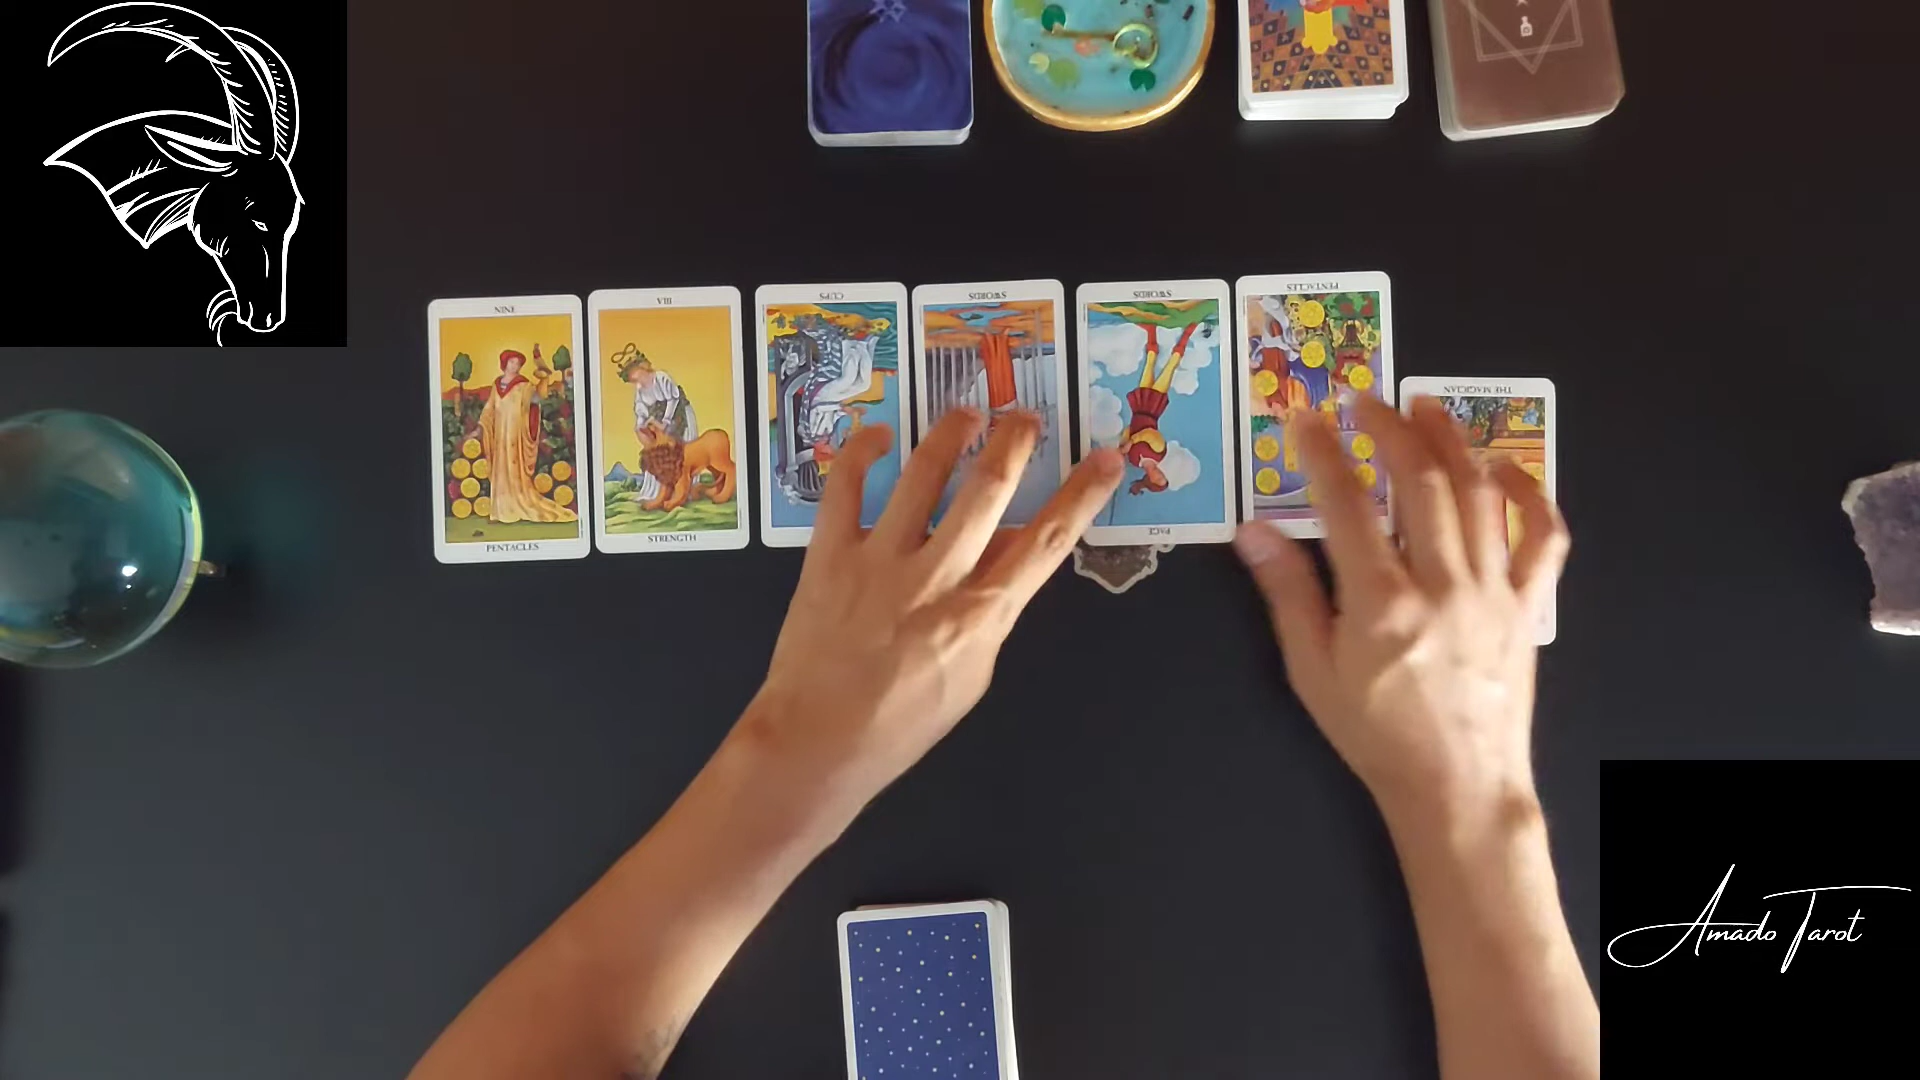 NINE
PENTACLES
VIII
STRENGTH
CUPS
SWORDS
SWORDS
PAGE
PENTACLES
THE MAGICIAN
Amado Tarot